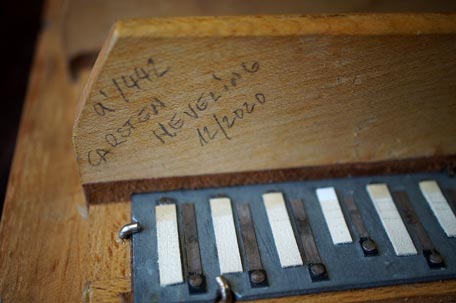 a'/442
CARSTEN
HEVELING
12/2020